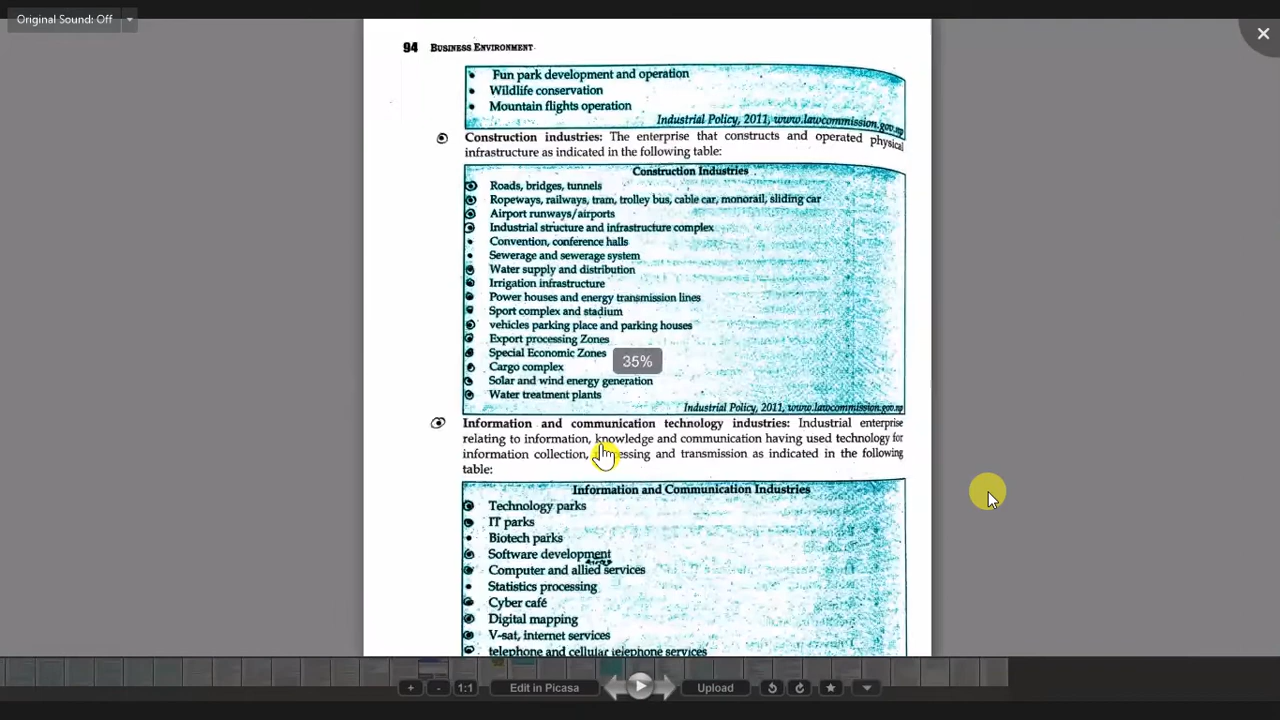 Original Sound: Off
94 BUSINESS ENVIRONMENT
• Fun park development and operation
• Wildlife conservation
• Mountain flights operation
Industrial Policy, 2011, www.lawcommission.gov.np
Construction industries: The enterprise that constructs and operated physical
infrastructure as indicated in the following table:
Construction Industries
Roads, bridges, tunnels
Ropeways, railways, tram, trolley bus, cable car, monorail, sliding car
Airport runways/airports
Industrial structure and infrastructure complex
• Convention, conference halls
• Sewerage and sewerage system
Water supply and distribution
Irrigation infrastructure
Power houses and energy transmission lines
Sport complex and stadium
vehicles parking place and parking houses
Export processing Zones
Special Economic Zones
35%
Cargo complex
Solar and wind energy generation
Water treatment plants
Industrial Policy, 2011, www.lawcommission.gov.np
Information and communication technology industries: Industrial enterprise
relating to information, knowledge and communication having used technology for
information collection, and transmission as indicated in the following
table:
Information and Communication Industries
Technology parks
IT parks
• Biotech parks
Software development
Computer and allied services
• Statistics processing
Cyber café
Digital mapping
V-sat, internet services
telephone and cellular telephone services
+ - 1:1 Edit in Picasa Upload